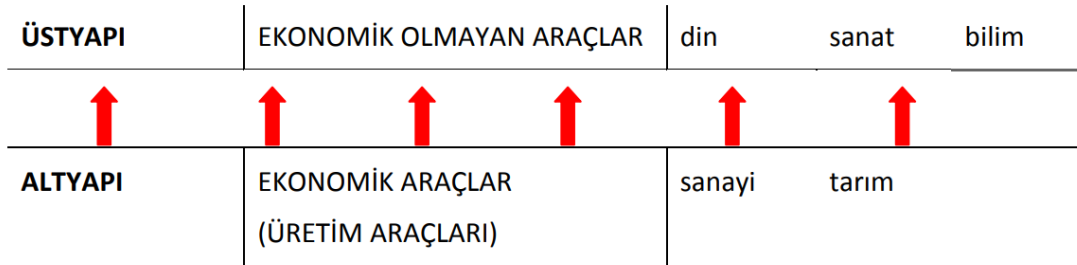 ÜSTYAPI EKONOMİK OLMAYAN ARAÇLAR din sanat bilim
ALTYAPI EKONOMİK ARAÇLAR sanayi tarım
(ÜRETİM ARAÇLARI)